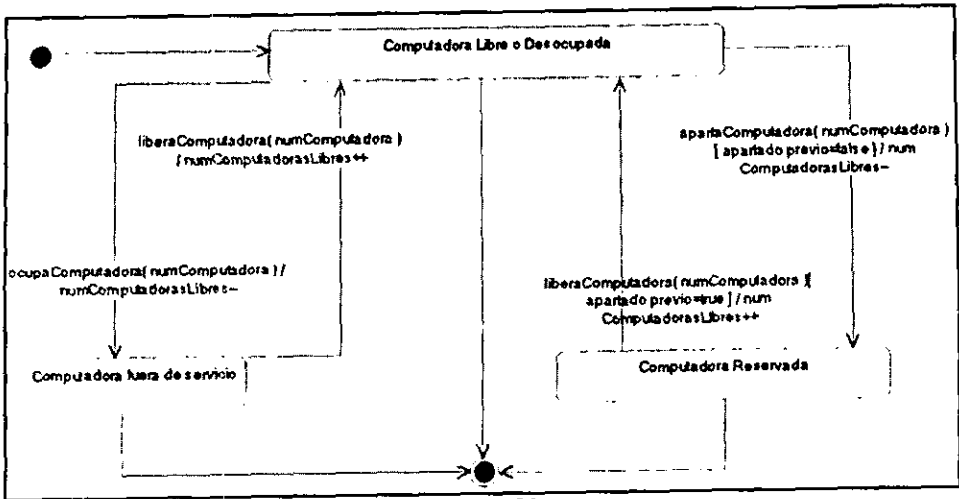 Computadora Libre o Desocupada
liberaComputadora( numComputadora )
/ numComputadorasLibres++
apartaComputadora( numComputadora )
[ apartado previo=false ] / num
ComputadorasLibres--
ocupaComputadora( numComputadora ) /
numComputadorasLibres--
liberaComputadora( numComputadora )[
apartado previo=true ] / num
ComputadorasLibres++
Computadora fuera de servicio
Computadora Reservada